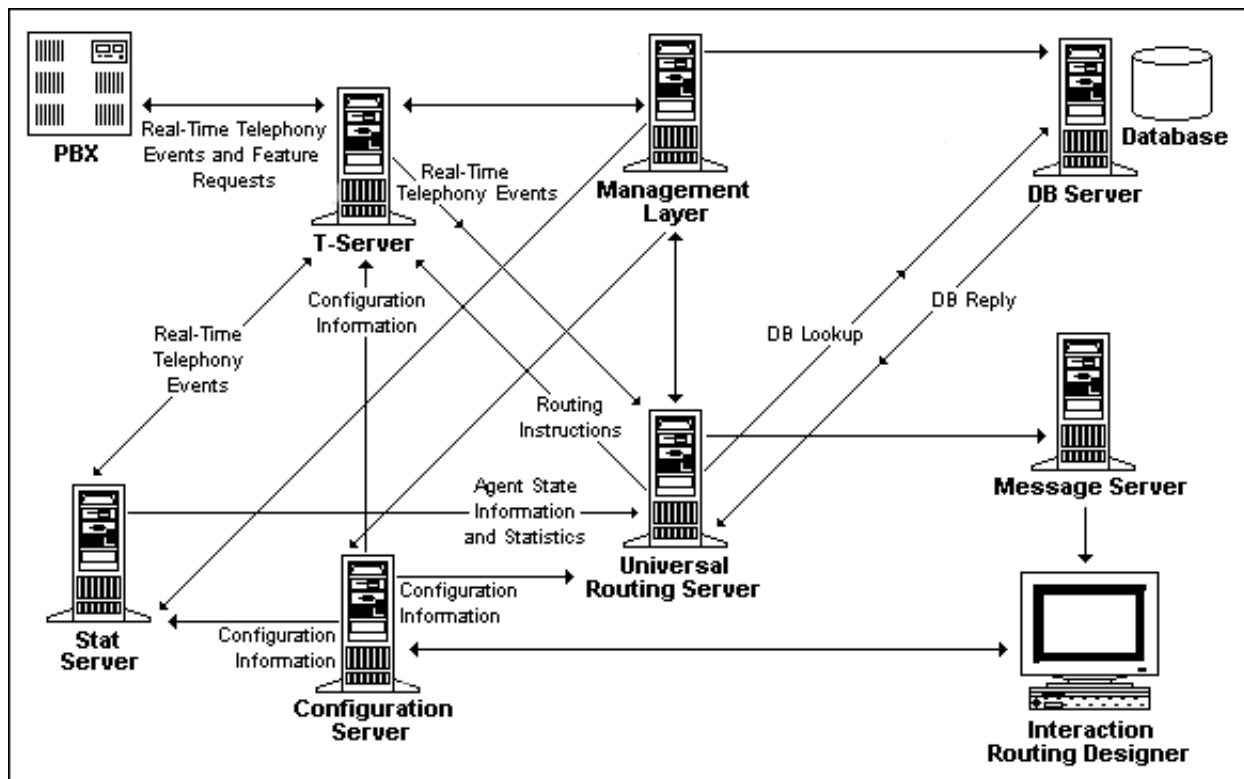 PBX
Real-Time Telephony
Events and Feature
Requests
T-Server
Real-Time
Telephony Events
Management
Layer
Database
DB Server
Configuration
Information
Real-Time
Telephony
Events
DB Lookup
DB Reply
Routing
Instructions
Message Server
Agent State
Information
and Statistics
Universal
Routing Server
Configuration
Information
Stat
Server
Configuration
Information
Configuration
Server
Interaction
Routing Designer